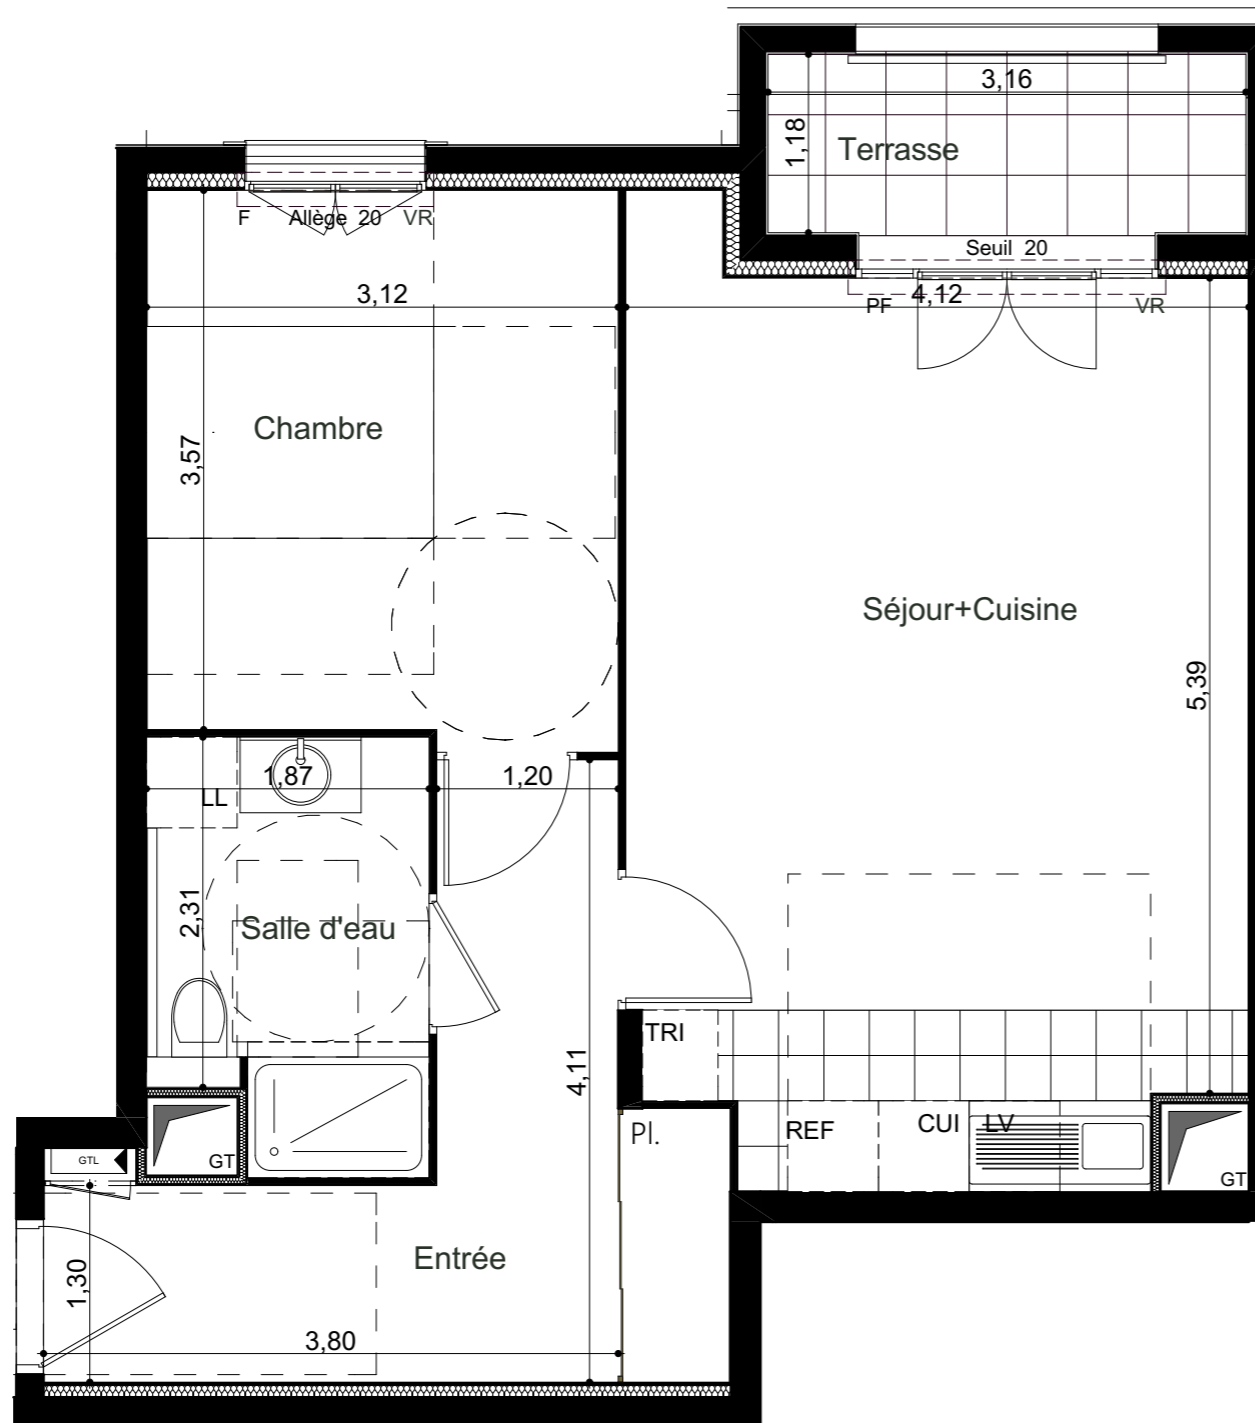 3,16
1,18
Terrasse
F Allège 20 VR
Seuil 20
3,12
PF 4,12 VR
Chambre
3,57
Séjour+Cuisine
5,39
1,87
1,20
LL
2,31
Salle d'eau
TRI
4,11
Pl.
REF CUI LV
GTL
GT
GT
Entrée
1,30
3,80